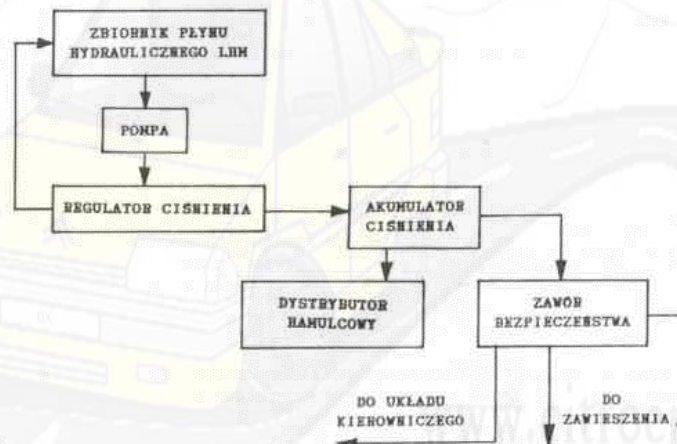 ZBIORNIK PŁYNU
HYDRAULICZNEGO LHM
POMPA
REGULATOR CIŚNIENIA
AKUMULATOR
CIŚNIENIA
DYSTRYBUTOR
HAMULCOWY
ZAWÓR
BEZPIECZEŃSTWA
DO UKŁADU
KIEROWNICZEGO
DO
ZAWIESZENIA